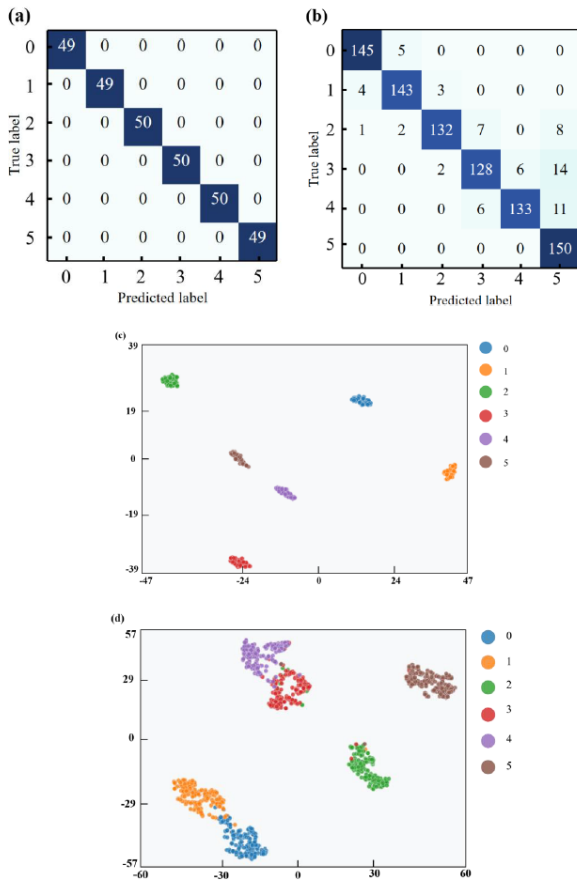 (a)
True label
0 49 0 0 0 0 0
1 0 49 0 0 0 0
2 0 0 50 0 0 0
3 0 0 0 50 0 0
4 0 0 0 0 50 0
5 0 0 0 0 0 49
0 1 2 3 4 5
Predicted label
(b)
True label
0 145 5 0 0 0 0
1 4 143 3 0 0 0
2 1 2 132 7 0 8
3 0 0 2 128 6 14
4 0 0 0 6 133 11
5 0 0 0 0 0 150
0 1 2 3 4 5
Predicted label
(c)
39
19
0
-19
-39
-47 -24 0 24 47
0
1
2
3
4
5
(d)
57
29
0
-29
-57
-60 -30 0 30 60
0
1
2
3
4
5